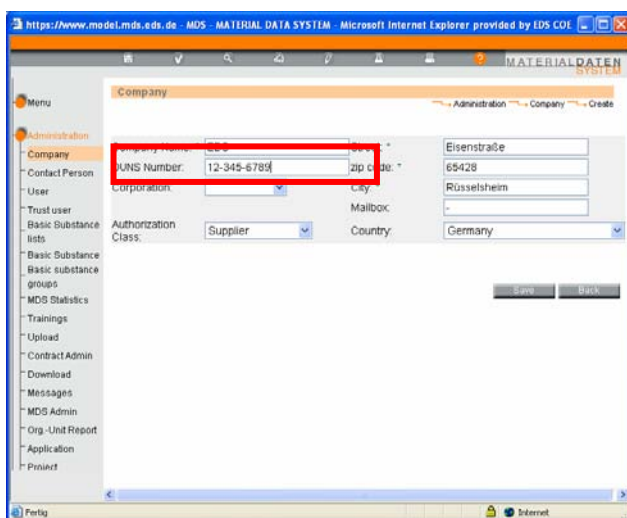 https://www.model.mds.eds.de - MDS - MATERIAL DATA SYSTEM - Microsoft Internet Explorer provided by EDS COE
MATERIALDATEN
SYSTEM
Menu
Company
Administration Company Create
Administration
Company
Contact Person
User
Trust user
Basic Substance
lists
Basic Substance
Basic substance
groups
MDS Statistics
Trainings
Upload
Contract Admin
Download
Messages
MDS Admin
Org.-Unit Report
Application
Project
Company Name:
Eisenstraße
DUNS Number: 12-345-6789 zip code: * 65428
Corporation: City: Rüsselsheim
Mailbox: -
Authorization
Class: Supplier Country: Germany
Save Back
Fertig Internet